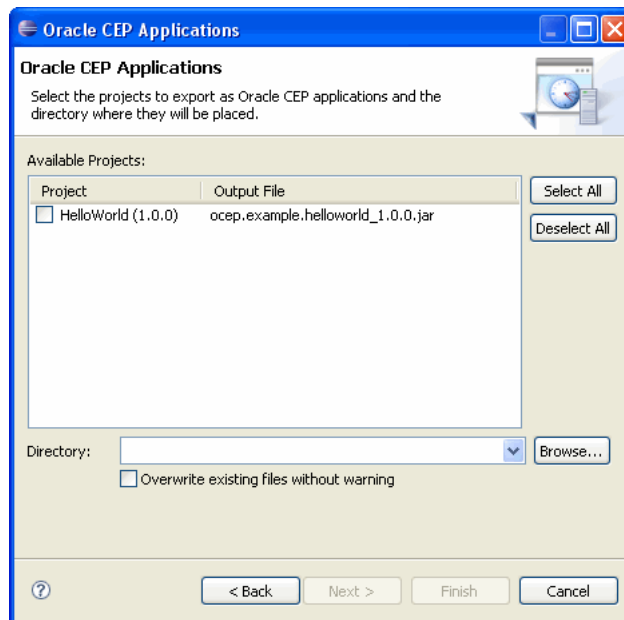 Oracle CEP Applications
Oracle CEP Applications
Select the projects to export as Oracle CEP applications and the
directory where they will be placed.
Available Projects:
Project Output File
HelloWorld (1.0.0) ocep.example.helloworld_1.0.0.jar
Select All
Deselect All
Directory: Browse...
Overwrite existing files without warning
? < Back Next > Finish Cancel